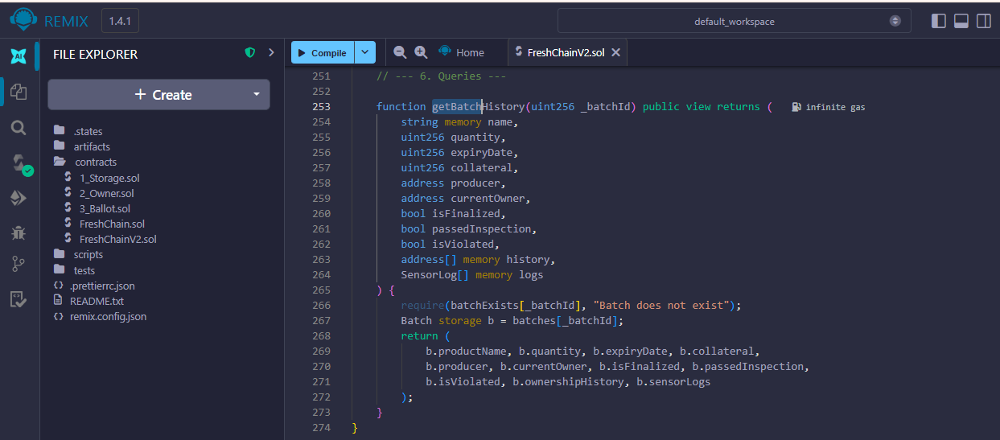 REMIX 1.4.1 default_workspace
FILE EXPLORER
Compile
Home
FreshChainV2.sol
+ Create
.states
artifacts
contracts
1_Storage.sol
2_Owner.sol
3_Ballot.sol
FreshChain.sol
FreshChainV2.sol
scripts
tests
.prettierrc.json
README.txt
remix.config.json
AI
251 // --- 6. Queries ---
252
253 function getBatchHistory(uint256 _batchId) public view returns ( infinite gas
254 string memory name,
255 uint256 quantity,
256 uint256 expiryDate,
257 uint256 collateral,
258 address producer,
259 address currentOwner,
260 bool isFinalized,
261 bool passedInspection,
262 bool isViolated,
263 address[] memory history,
264 SensorLog[] memory logs
265 ) {
266 require(batchExists[_batchId], "Batch does not exist");
267 Batch storage b = batches[_batchId];
268 return (
269 b.productName, b.quantity, b.expiryDate, b.collateral,
270 b.producer, b.currentOwner, b.isFinalized, b.passedInspection,
271 b.isViolated, b.ownershipHistory, b.sensorLogs
272 );
273 }
274 }